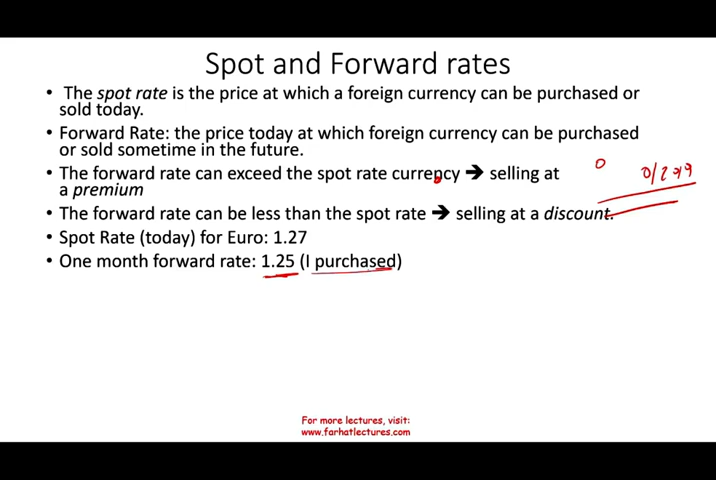 Spot and Forward rates
• The spot rate is the price at which a foreign currency can be purchased or
sold today.
• Forward Rate: the price today at which foreign currency can be purchased
or sold sometime in the future.
• The forward rate can exceed the spot rate currency ➔ selling at
a premium
• The forward rate can be less than the spot rate ➔ selling at a discount.
• Spot Rate (today) for Euro: 1.27
• One month forward rate: 1.25 (I purchased)
For more lectures, visit:
www.farhatlectures.com